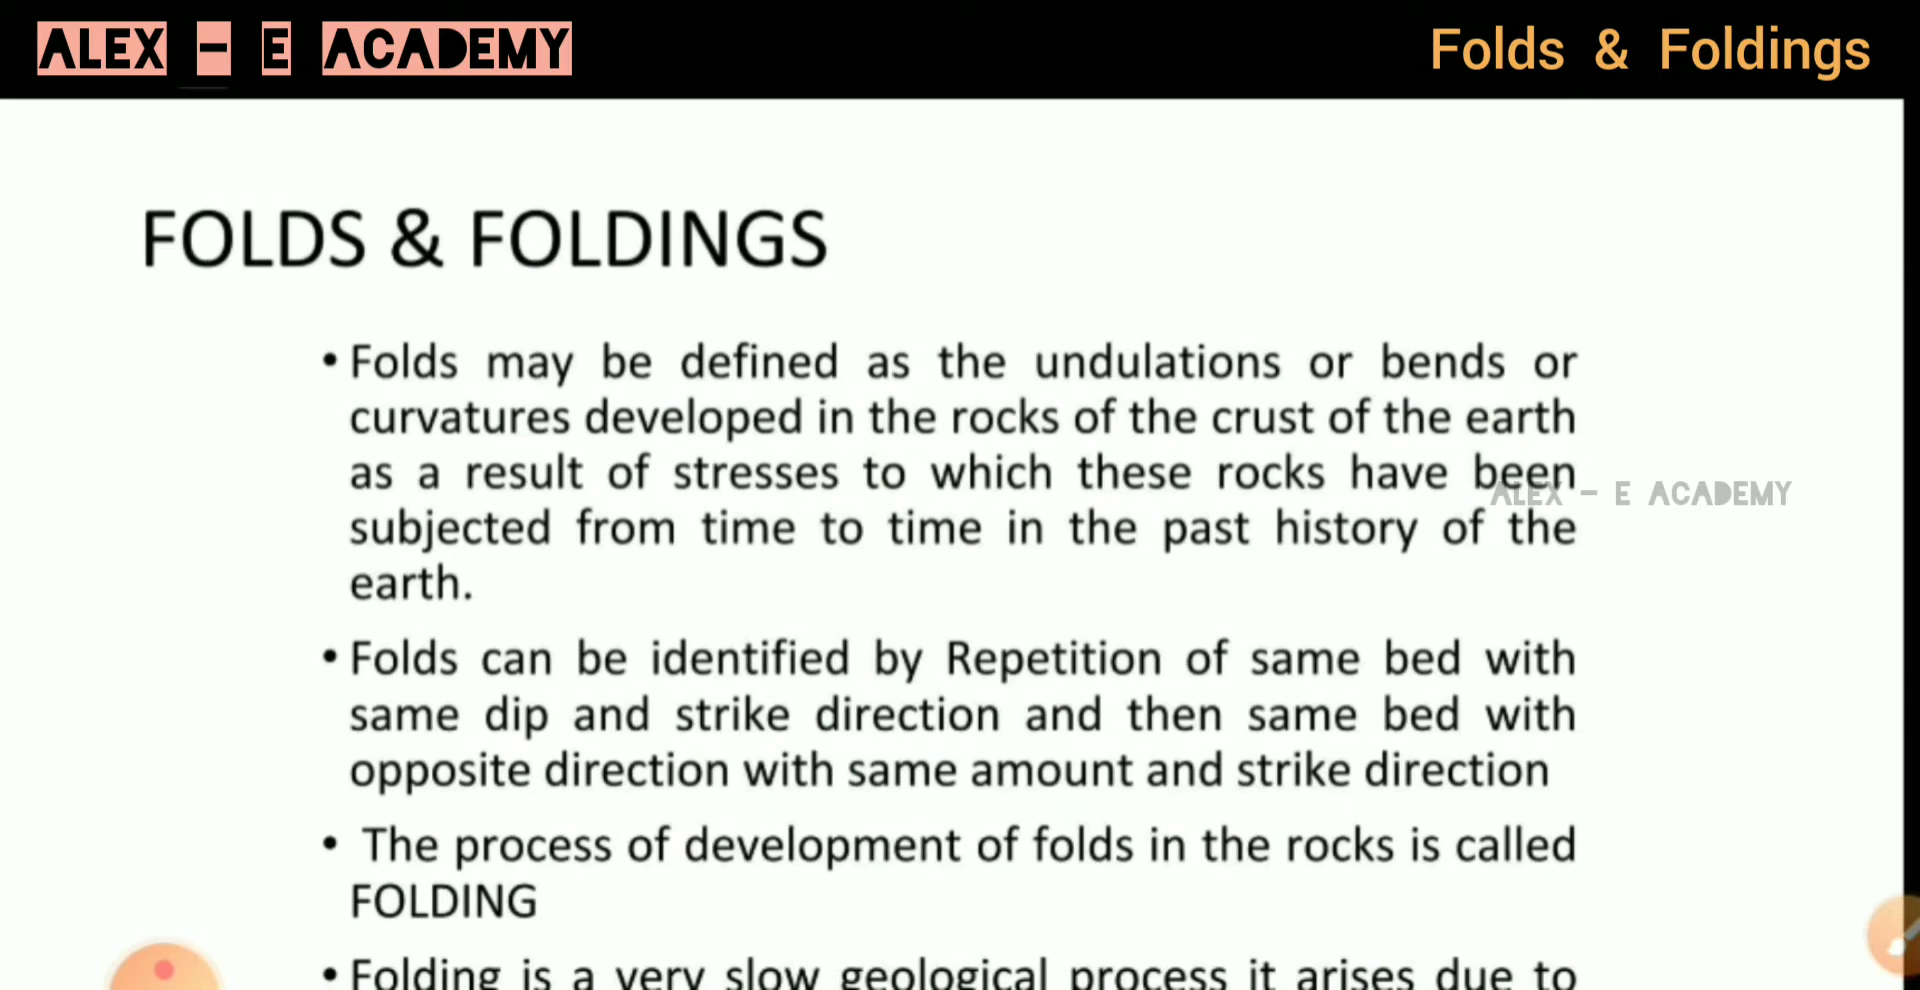 ALEX - E ACADEMY
Folds & Foldings
FOLDS & FOLDINGS
• Folds may be defined as the undulations or bends or
curvatures developed in the rocks of the crust of the earth
as a result of stresses to which these rocks have been
ALEX - E ACADEMY
subjected from time to time in the past history of the
earth.
• Folds can be identified by Repetition of same bed with
same dip and strike direction and then same bed with
opposite direction with same amount and strike direction
• The process of development of folds in the rocks is called
FOLDING
• Folding is a very slow geological process it arises due to